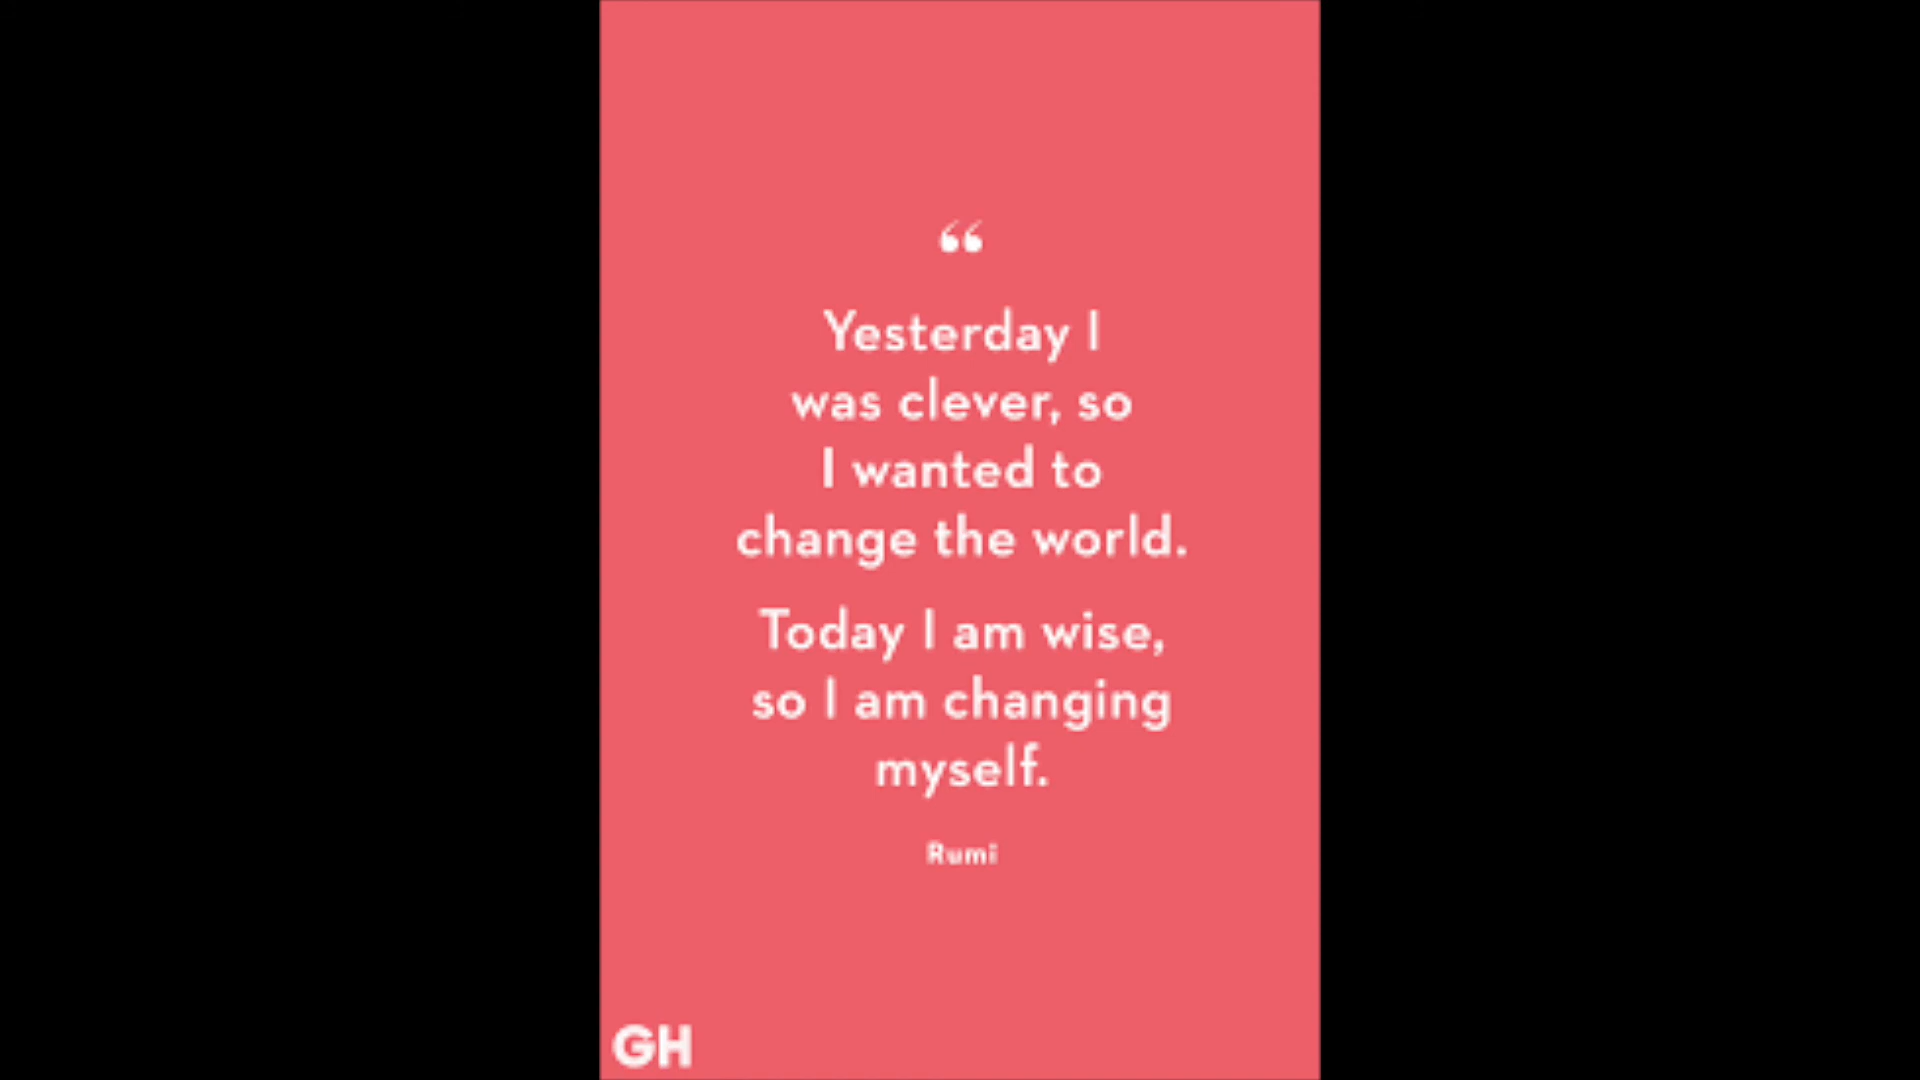 “
Yesterday I
was clever, so
I wanted to
change the world.
Today I am wise,
so I am changing
myself.
Rumi
GH